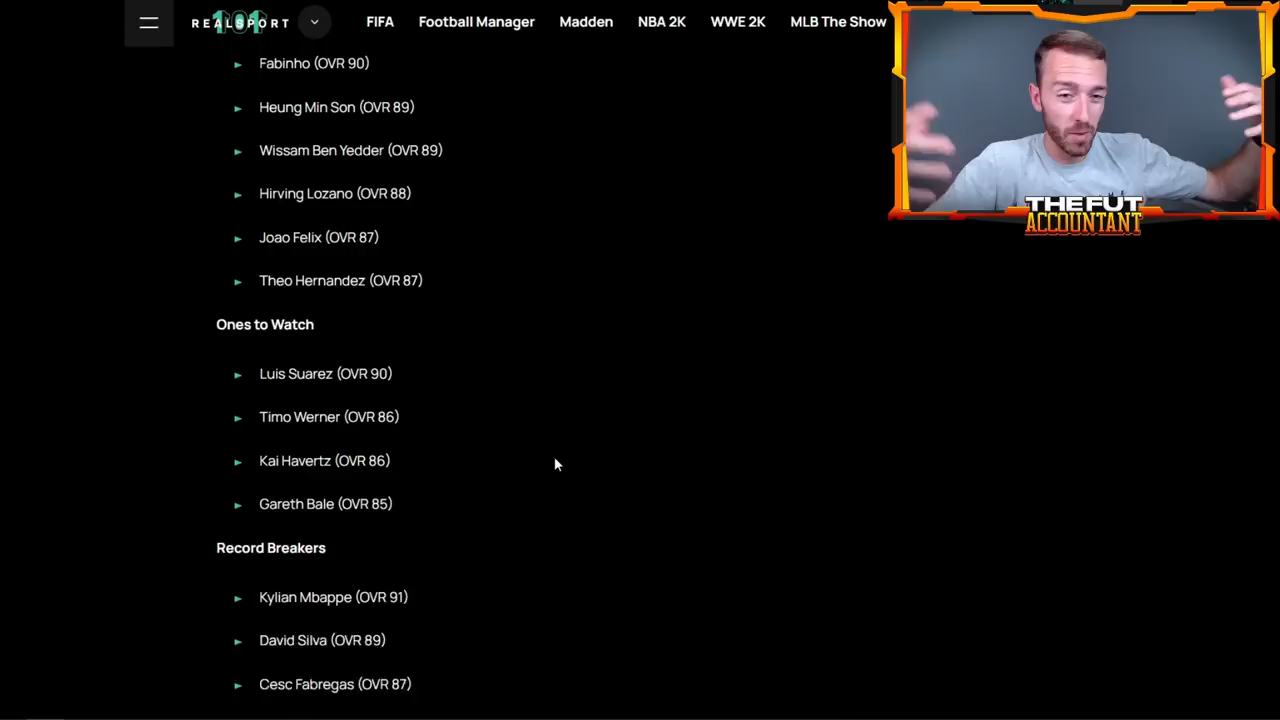 REALSPORT
101
FIFA
Football Manager
Madden
NBA 2K
WWE 2K
MLB The Show
Fabinho (OVR 90)
Heung Min Son (OVR 89)
Wissam Ben Yedder (OVR 89)
Hirving Lozano (OVR 88)
Joao Felix (OVR 87)
Theo Hernandez (OVR 87)
Ones to Watch
Luis Suarez (OVR 90)
Timo Werner (OVR 86)
Kai Havertz (OVR 86)
Gareth Bale (OVR 85)
Record Breakers
Kylian Mbappe (OVR 91)
David Silva (OVR 89)
Cesc Fabregas (OVR 87)
THE FUT
ACCOUNTANT